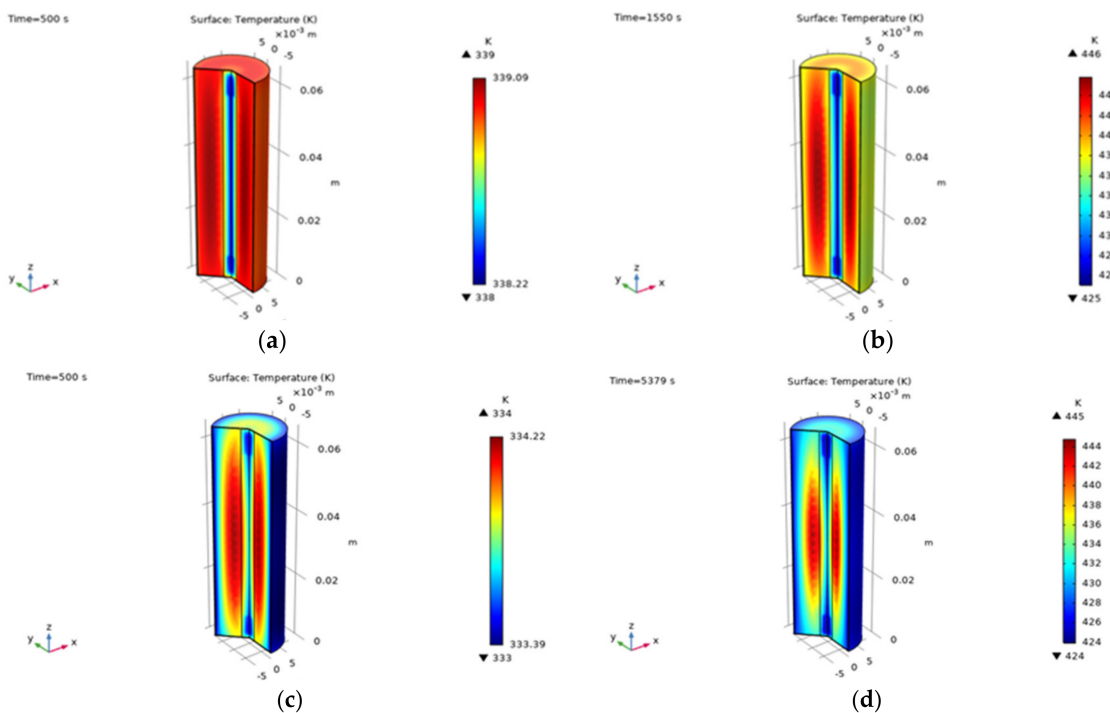 Time=500 s
Surface: Temperature (K)
×10⁻³ m
5
0
-5
0.06
0.04
m
0.02
0
5
0
-5
K
▲ 339
339.09
338.22
▼ 338
y z x
(a)
Time=1550 s
Surface: Temperature (K)
×10⁻³ m
5
0
-5
0.06
0.04
m
0.02
0
5
0
-5
K
▲ 446
▼ 425
y z x
(b)
Time=500 s
Surface: Temperature (K)
×10⁻³ m
5
0
-5
0.06
0.04
m
0.02
0
5
0
-5
K
▲ 334
334.22
333.39
▼ 333
y z x
(c)
Time=5379 s
Surface: Temperature (K)
×10⁻³ m
5
0
-5
0.06
0.04
m
0.02
0
5
0
-5
K
▲ 445
444
442
440
438
436
434
432
430
428
426
424
▼ 424
y z x
(d)